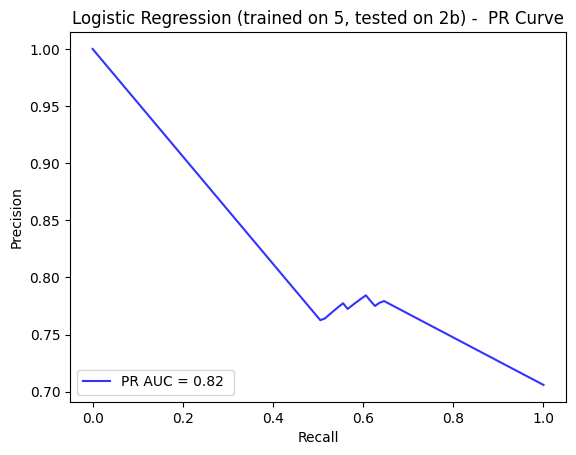 Logistic Regression (trained on 5, tested on 2b) -  PR Curve
1.00
0.95
0.90
0.85
0.80
0.75
0.70
Precision
PR AUC = 0.82
0.0 0.2 0.4 0.6 0.8 1.0
Recall